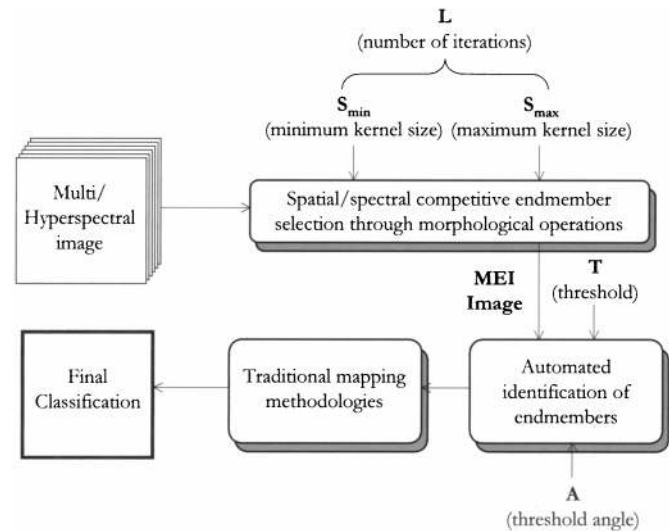 L
(number of iterations)
S_min
(minimum kernel size)
S_max
(maximum kernel size)
Multi/
Hyperspectral
image
Spatial/spectral competitive endmember
selection through morphological operations
MEI
Image
T
(threshold)
Final
Classification
Traditional mapping
methodologies
Automated
identification of
endmembers
A
(threshold angle)